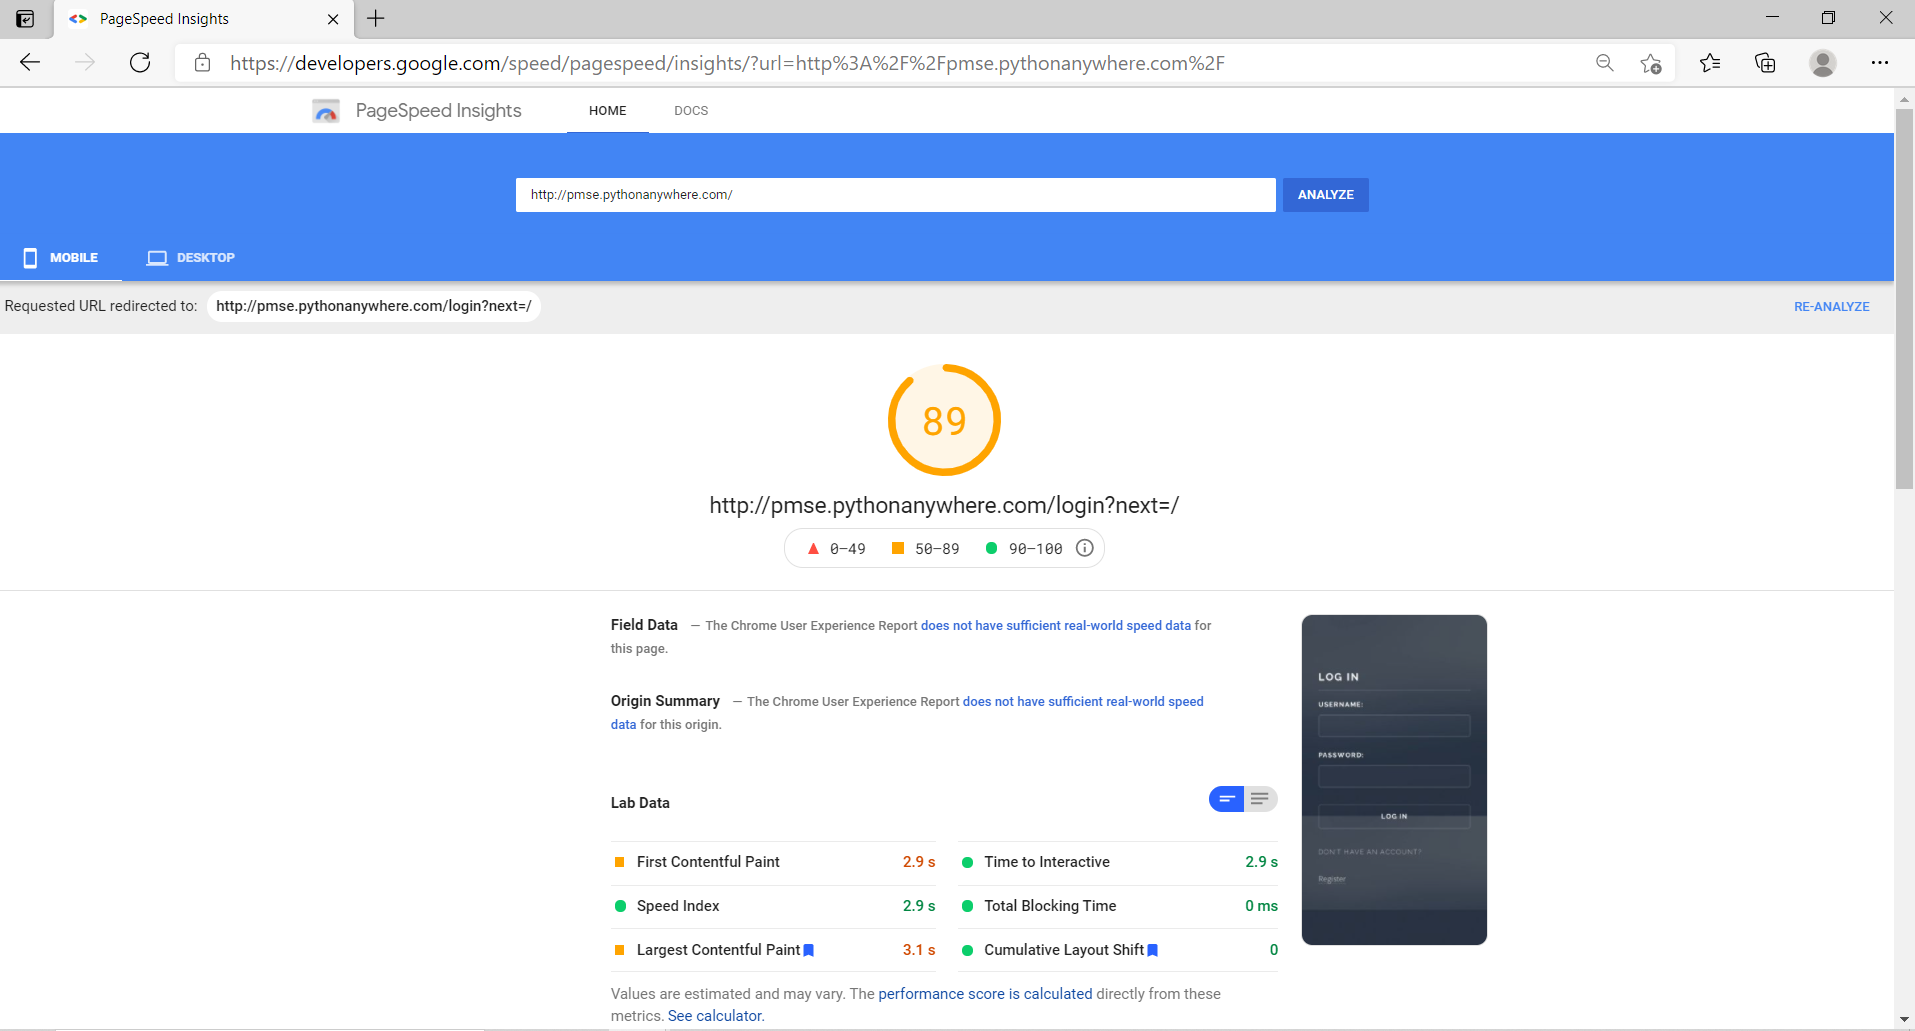 PageSpeed Insights
https://developers.google.com/speed/pagespeed/insights/?url=http%3A%2F%2Fpmse.pythonanywhere.com%2F
PageSpeed Insights HOME DOCS
http://pmse.pythonanywhere.com/ ANALYZE
MOBILE DESKTOP
Requested URL redirected to: http://pmse.pythonanywhere.com/login?next=/ RE-ANALYZE
89
http://pmse.pythonanywhere.com/login?next=/
0–49 50–89 90–100
Field Data — The Chrome User Experience Report does not have sufficient real-world speed data for
this page.
Origin Summary — The Chrome User Experience Report does not have sufficient real-world speed
data for this origin.
Lab Data
First Contentful Paint 2.9 s Time to Interactive 2.9 s
Speed Index 2.9 s Total Blocking Time 0 ms
Largest Contentful Paint 3.1 s Cumulative Layout Shift 0
Values are estimated and may vary. The performance score is calculated directly from these
metrics. See calculator.
LOG IN
USERNAME:
PASSWORD:
LOG IN
DON'T HAVE AN ACCOUNT?
Register